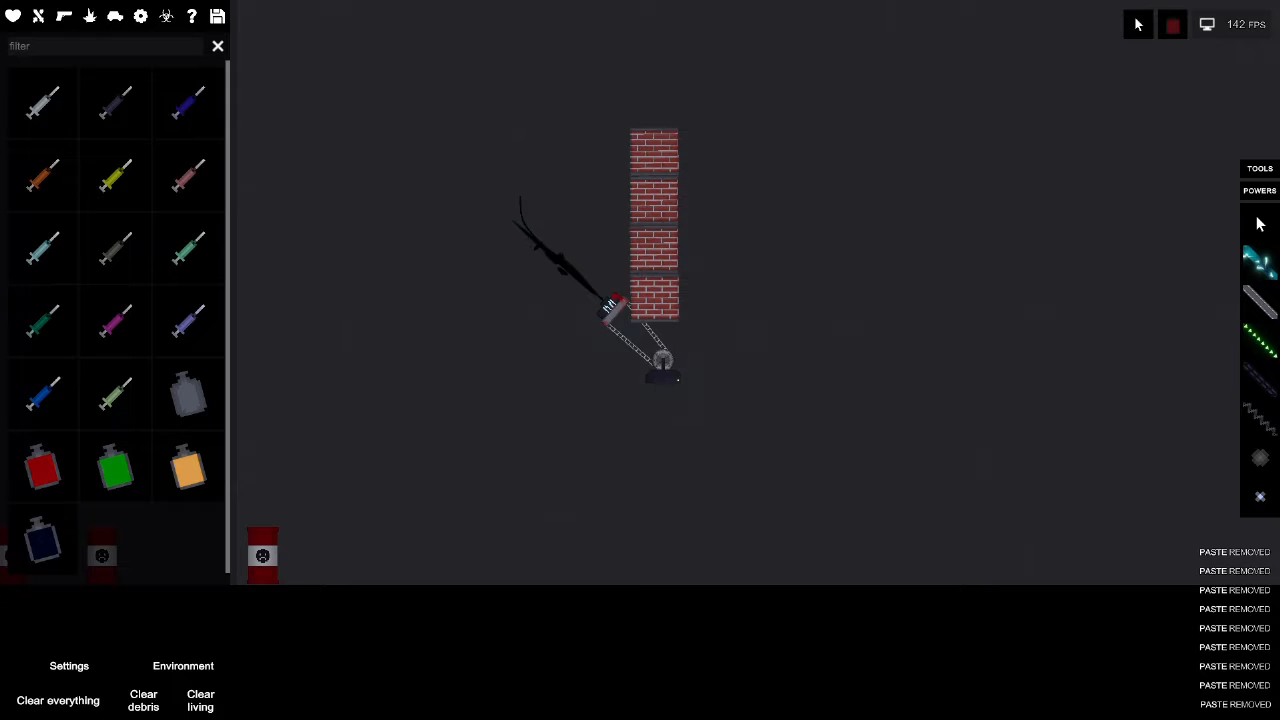 142 FPS
filter
TOOLS
POWERS
PASTE REMOVED
PASTE REMOVED
PASTE REMOVED
PASTE REMOVED
PASTE REMOVED
PASTE REMOVED
PASTE REMOVED
PASTE REMOVED
PASTE REMOVED
Settings
Environment
Clear everything
Clear debris
Clear living